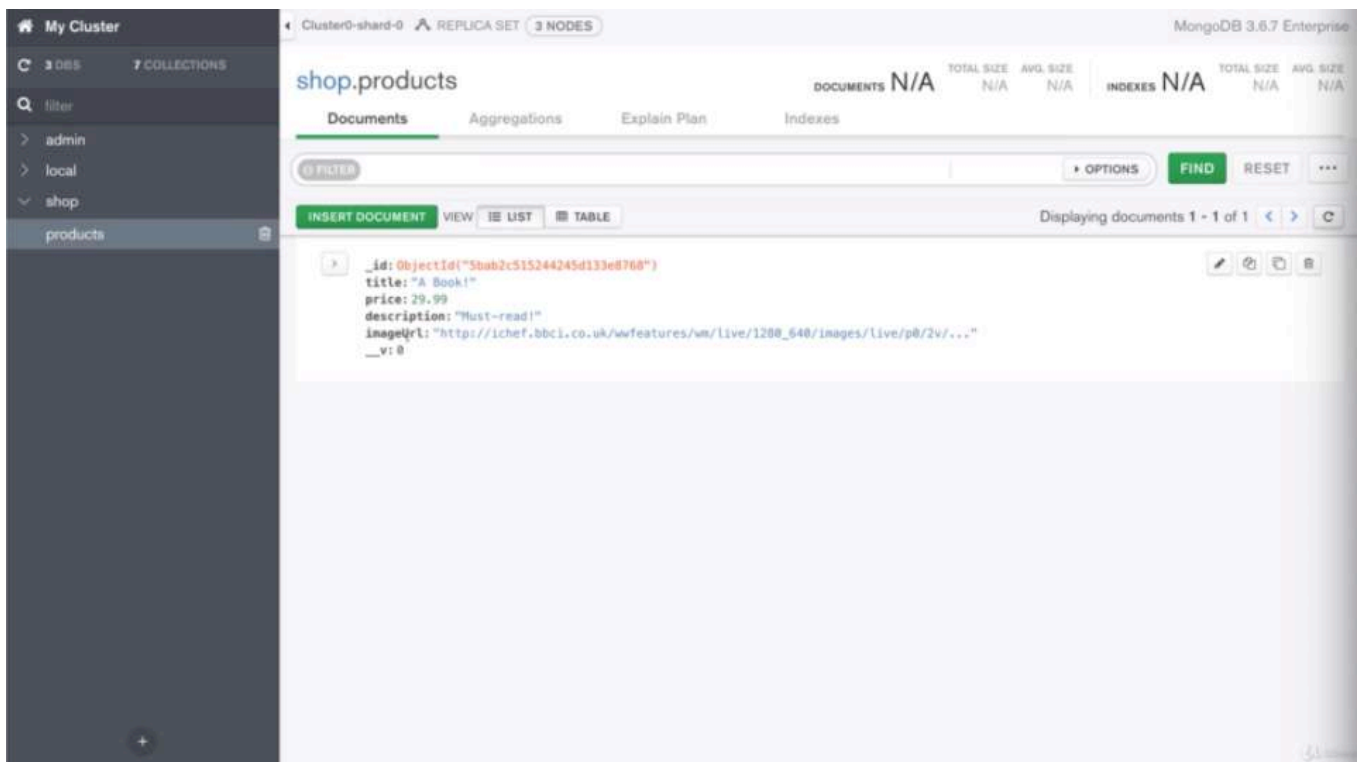 My Cluster
Cluster0-shard-0 REPLICA SET 3 NODES
MongoDB 3.6.7 Enterprise
3 DBS 7 COLLECTIONS
filter
admin
local
shop
products
shop.products
DOCUMENTS N/A TOTAL SIZE N/A AVG. SIZE N/A INDEXES N/A TOTAL SIZE N/A AVG. SIZE N/A
Documents Aggregations Explain Plan Indexes
FILTER OPTIONS FIND RESET ...
INSERT DOCUMENT VIEW LIST TABLE Displaying documents 1 - 1 of 1
_id: ObjectId("5bab2c515244245d133e8768")
title: "A Book!"
price: 29.99
description: "Must-read!"
imageUrl: "http://ichef.bbci.co.uk/wwfeatures/wm/live/1280_640/images/live/p0/2v/..."
__v: 0